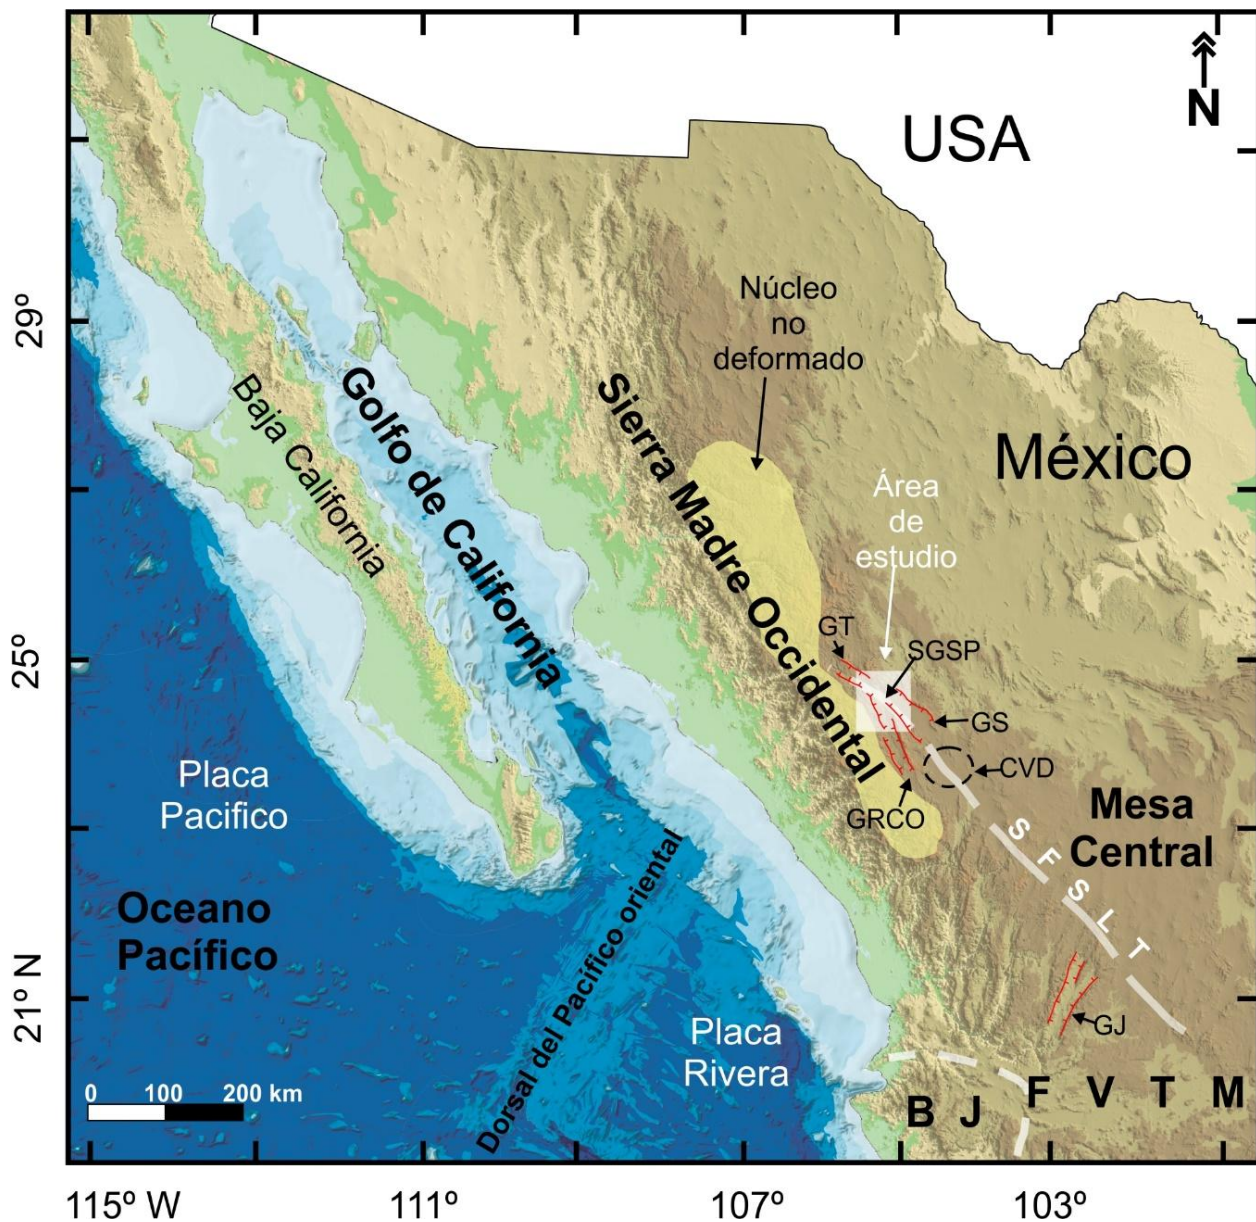 N
USA
Núcleo
no
deformado
29º
Sierra Madre Occidental
Golfo de California
Baja California
México
Área
de
estudio
GT
SGSP
25º
GS
CVD
GRCO
Placa
Pacifico
Mesa
Central
S F S L T
Oceano
Pacífico
Dorsal del Pacífico oriental
21º N
GJ
Placa
Rivera
0 100 200 km
B J
F V T M
115º W 111º 107º 103º